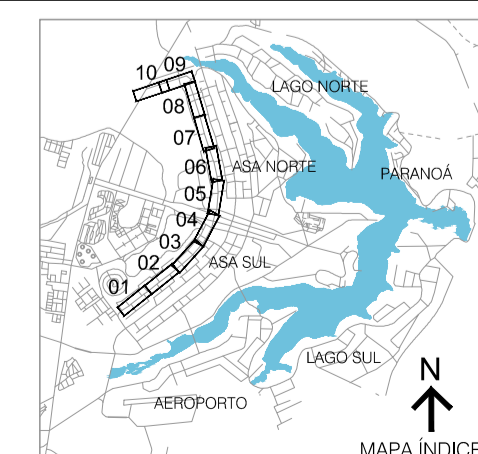 10 09
LAGO NORTE
08
07
06 ASA NORTE
PARANOÁ
05
04
03
02 ASA SUL
01
LAGO SUL
N
AEROPORTO
MAPA ÍNDICE